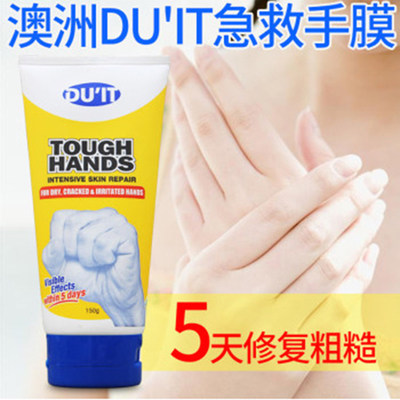 澳洲DU'IT急救手膜
DU'IT
TOUGH
HANDS
INTENSIVE SKIN REPAIR
FOR DRY, CRACKED & IRRITATED HANDS
Visible
Effects
within 5 days
150g
5天修复粗糙